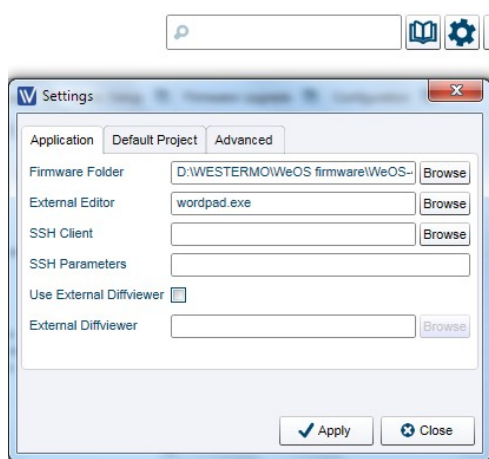 Settings
Application Default Project Advanced
Firmware Folder D:\WESTERMO\WeOS firmware\WeOS- Browse
External Editor wordpad.exe Browse
SSH Client Browse
SSH Parameters
Use External Diffviewer
External Diffviewer Browse
Apply Close